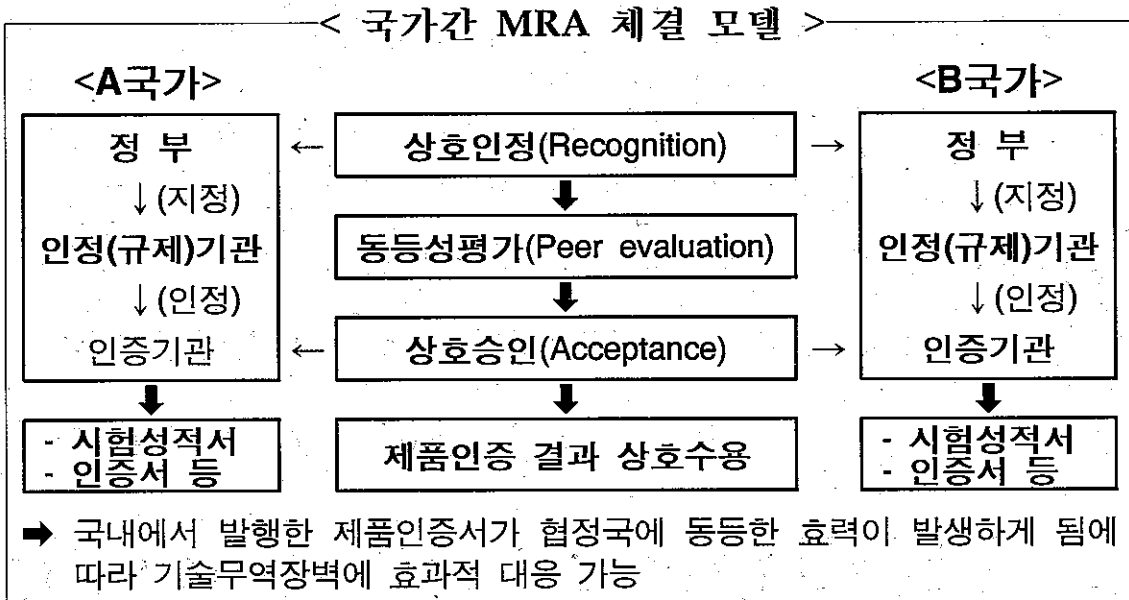 < 국가간 MRA 체결 모델 >
<A국가>
<B국가>
정 부
← 상호인정(Recognition) →
정 부
↓(지정)
↓(지정)
인정(규제)기관
동등성평가(Peer evaluation)
인정(규제)기관
↓(인정)
↓(인정)
인증기관
← 상호승인(Acceptance) →
인증기관
- 시험성적서
- 인증서 등
제품인증 결과 상호수용
- 시험성적서
- 인증서 등
➡ 국내에서 발행한 제품인증서가 협정국에 동등한 효력이 발생하게 됨에
따라 기술무역장벽에 효과적 대응 가능